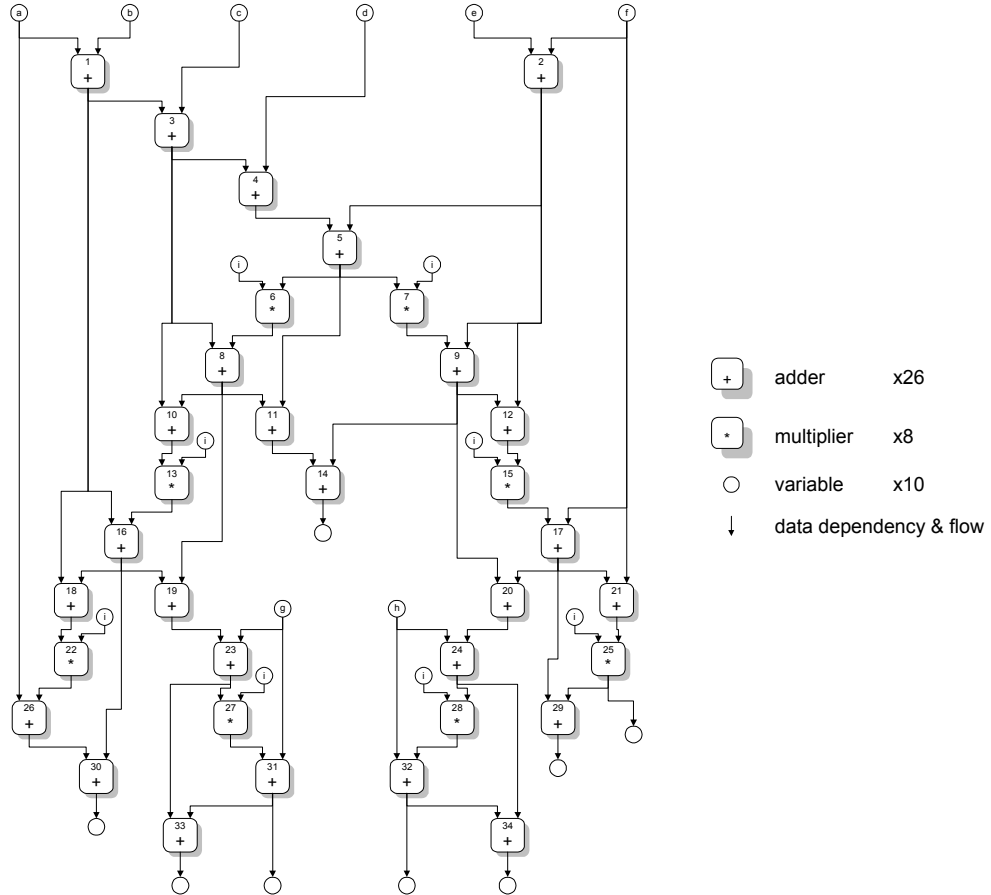 a b c d e f
1 2
+ +
3
+
4
+
5
+
i i
6 7
* *
8 9
+ +
+ adder x26
10 11 12
+ + +
i i
* multiplier x8
13 14 15
* + *
variable x10
16 17
+ +
data dependency & flow
18 19 20 21
+ + + +
i g h i
22 23 24 25
* + + *
i i
26 27 28 29
+ * * +
30 31 32
+ + +
33 34
+ +